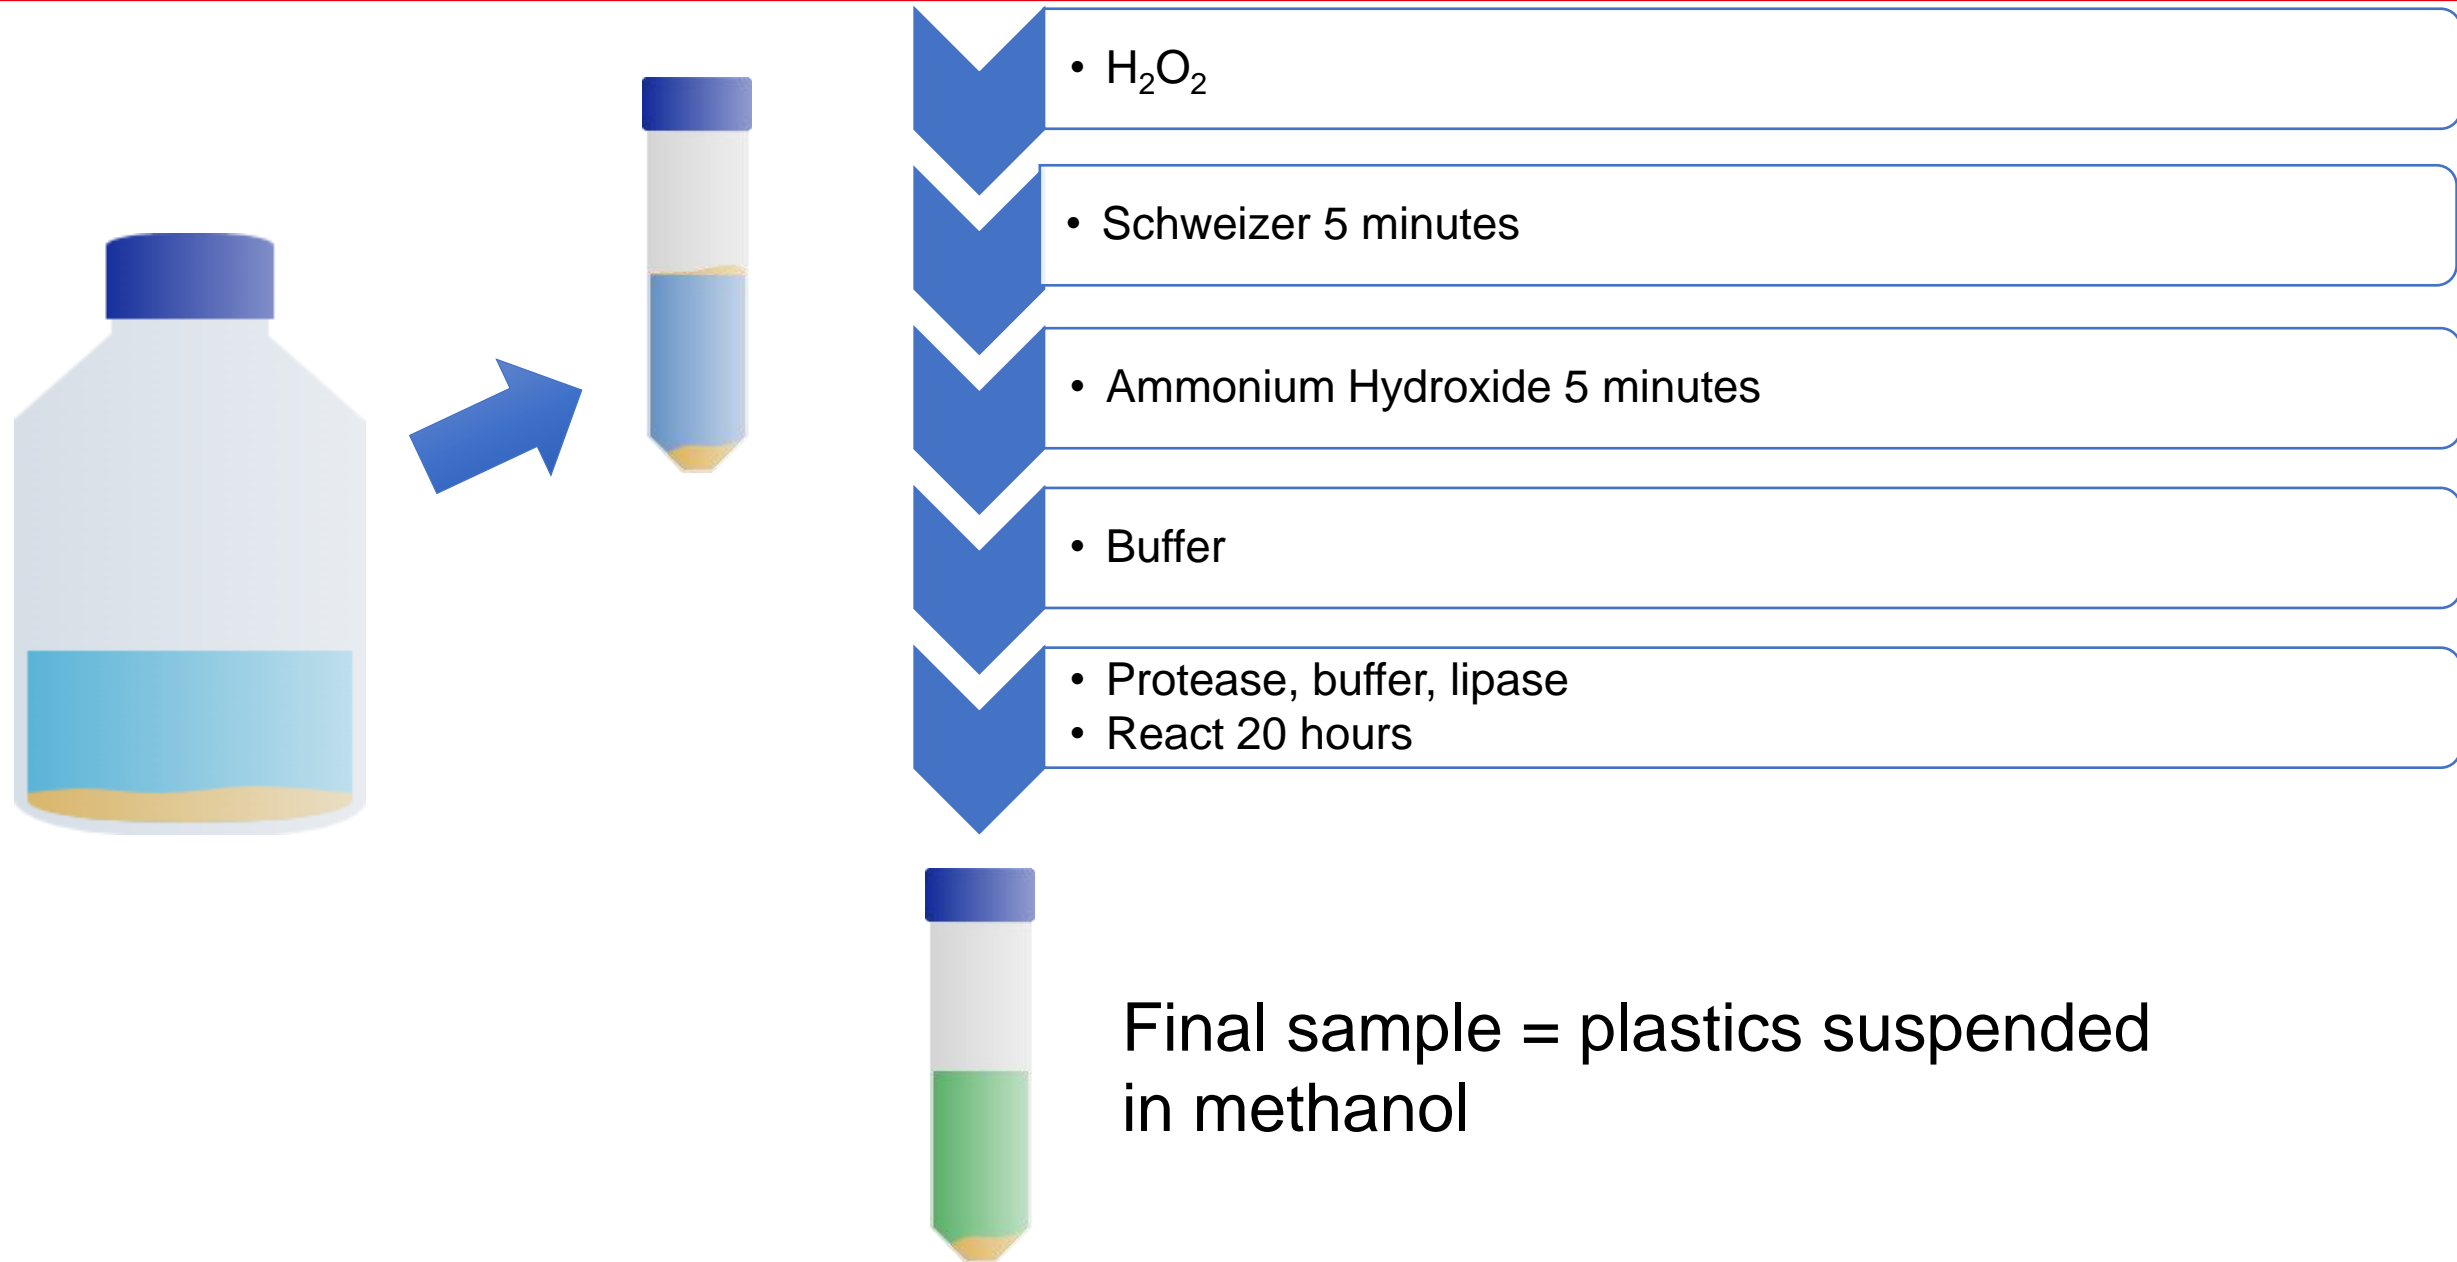 • H₂O₂
• Schweizer 5 minutes
• Ammonium Hydroxide 5 minutes
• Buffer
• Protease, buffer, lipase
• React 20 hours
Final sample = plastics suspended
in methanol